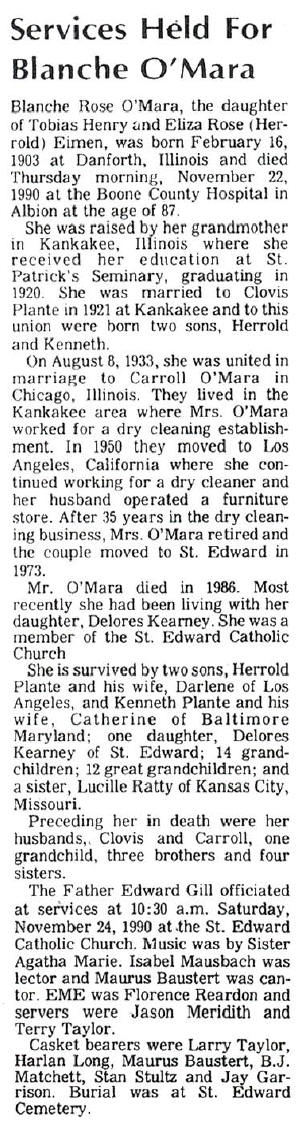 Services Held For
Blanche O'Mara
Blanche Rose O'Mara, the daughter
of Tobias Henry and Eliza Rose (Her-
rold) Eimen, was born February 16,
1903 at Danforth, Illinois and died
Thursday morning, November 22,
1990 at the Boone County Hospital in
Albion at the age of 87.
She was raised by her grandmother
in Kankakee, Illinois where she
received her education at St.
Patrick's Seminary, graduating in
1920. She was married to Clovis
Plante in 1921 at Kankakee and to this
union were born two sons, Herrold
and Kenneth.
On August 8, 1933, she was united in
marriage to Carroll O'Mara in
Chicago, Illinois. They lived in the
Kankakee area where Mrs. O'Mara
worked for a dry cleaning establish-
ment. In 1950 they moved to Los
Angeles, California where she con-
tinued working for a dry cleaner and
her husband operated a furniture
store. After 35 years in the dry clean-
ing business, Mrs. O'Mara retired and
the couple moved to St. Edward in
1973.
Mr. O'Mara died in 1986. Most
recently she had been living with her
daughter, Delores Kearney. She was a
member of the St. Edward Catholic
Church
She is survived by two sons, Herrold
Plante and his wife, Darlene of Los
Angeles, and Kenneth Plante and his
wife, Catherine of Baltimore
Maryland; one daughter, Delores
Kearney of St. Edward; 14 grand-
children; 12 great grandchildren; and
a sister, Lucille Ratty of Kansas City,
Missouri.
Preceding her in death were her
husbands, Clovis and Carroll, one
grandchild, three brothers and four
sisters.
The Father Edward Gill officiated
at services at 10:30 a.m. Saturday,
November 24, 1990 at the St. Edward
Catholic Church. Music was by Sister
Agatha Marie. Isabel Mausbach was
lector and Maurus Baustert was can-
tor. EME was Florence Reardon and
servers were Jason Meridith and
Terry Taylor.
Casket bearers were Larry Taylor,
Harlan Long, Maurus Baustert, B.J.
Matchett, Stan Stultz and Jay Gar-
rison. Burial was at St. Edward
Cemetery.